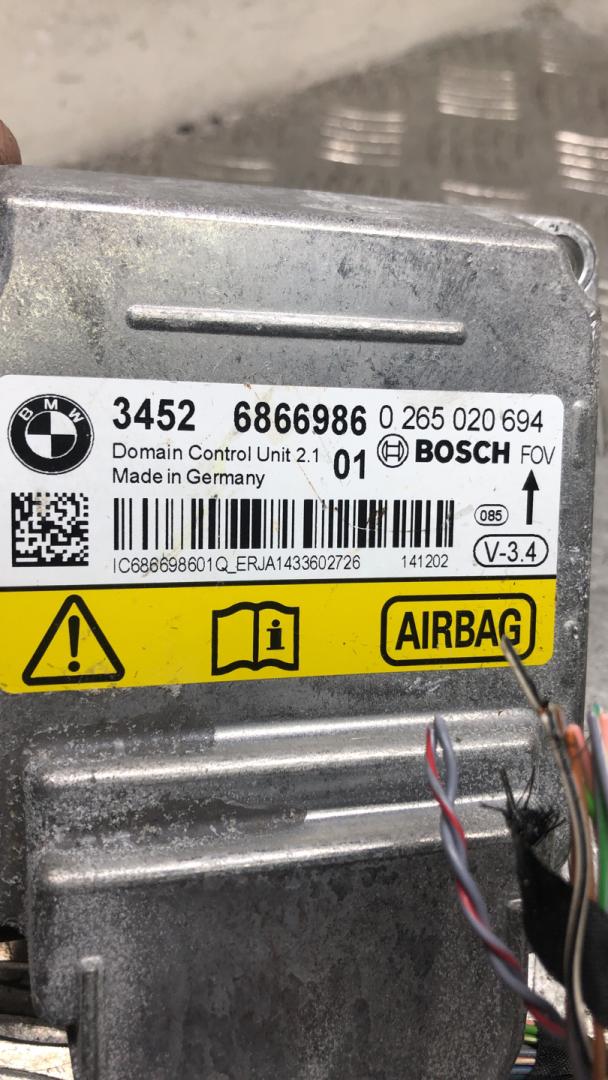 BMW
3452 6866986 0 265 020 694
Domain Control Unit 2.1 01 BOSCH FOV
Made in Germany
085
V-3.4
IC686698601Q_ERJA1433602726 141202
i
AIRBAG